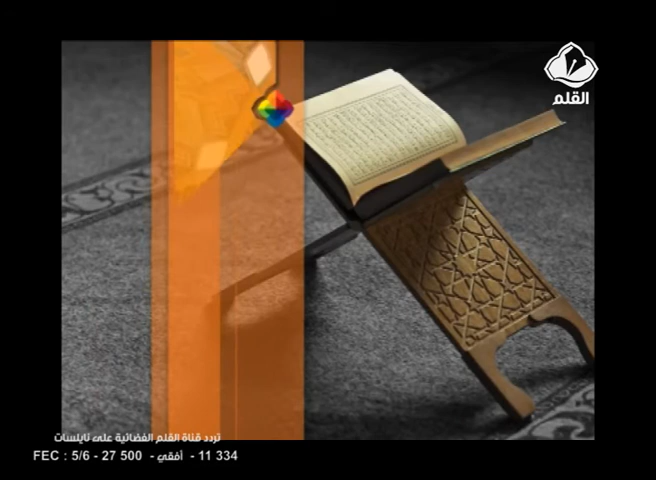 القلم
تردد قناة القلم الفضائية على نايلسات
11 334 - أفقي - 27 500 - FEC : 5/6